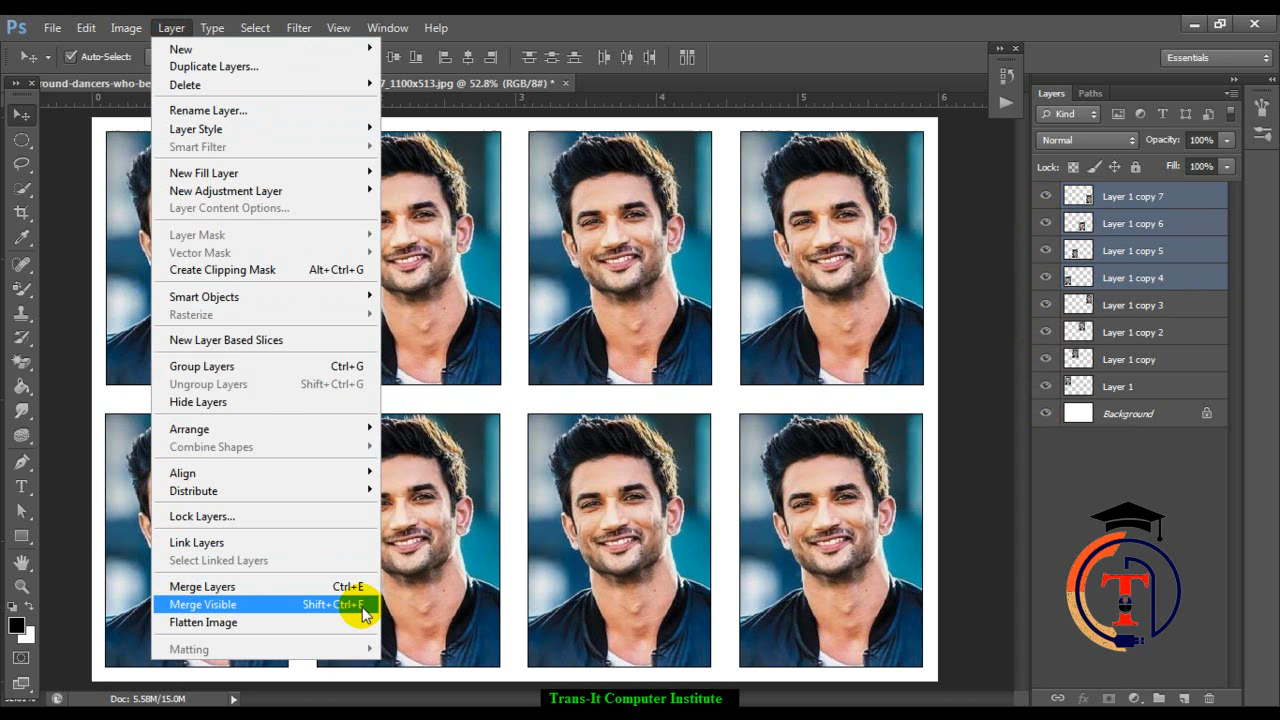 Ps File Edit Image Layer Type Select Filter View Window Help
Auto-Select:
Essentials
round-dancers-who-be
7_1100x513.jpg @ 52.8% (RGB/8#) * ×
0 3 4 5 6
New
Duplicate Layers...
Delete
Rename Layer...
Layer Style
Smart Filter
New Fill Layer
New Adjustment Layer
Layer Content Options...
Layer Mask
Vector Mask
Create Clipping Mask Alt+Ctrl+G
Smart Objects
Rasterize
New Layer Based Slices
Group Layers Ctrl+G
Ungroup Layers Shift+Ctrl+G
Hide Layers
Arrange
Combine Shapes
Align
Distribute
Lock Layers...
Link Layers
Select Linked Layers
Merge Layers Ctrl+E
Merge Visible Shift+Ctrl+E
Flatten Image
Matting
Layers Paths
Kind
Normal Opacity: 100%
Lock: Fill: 100%
Layer 1 copy 7
Layer 1 copy 6
Layer 1 copy 5
Layer 1 copy 4
Layer 1 copy 3
Layer 1 copy 2
Layer 1 copy
Layer 1
Background
T
Doc: 5.58M/15.0M
Trans-It Computer Institute
fx